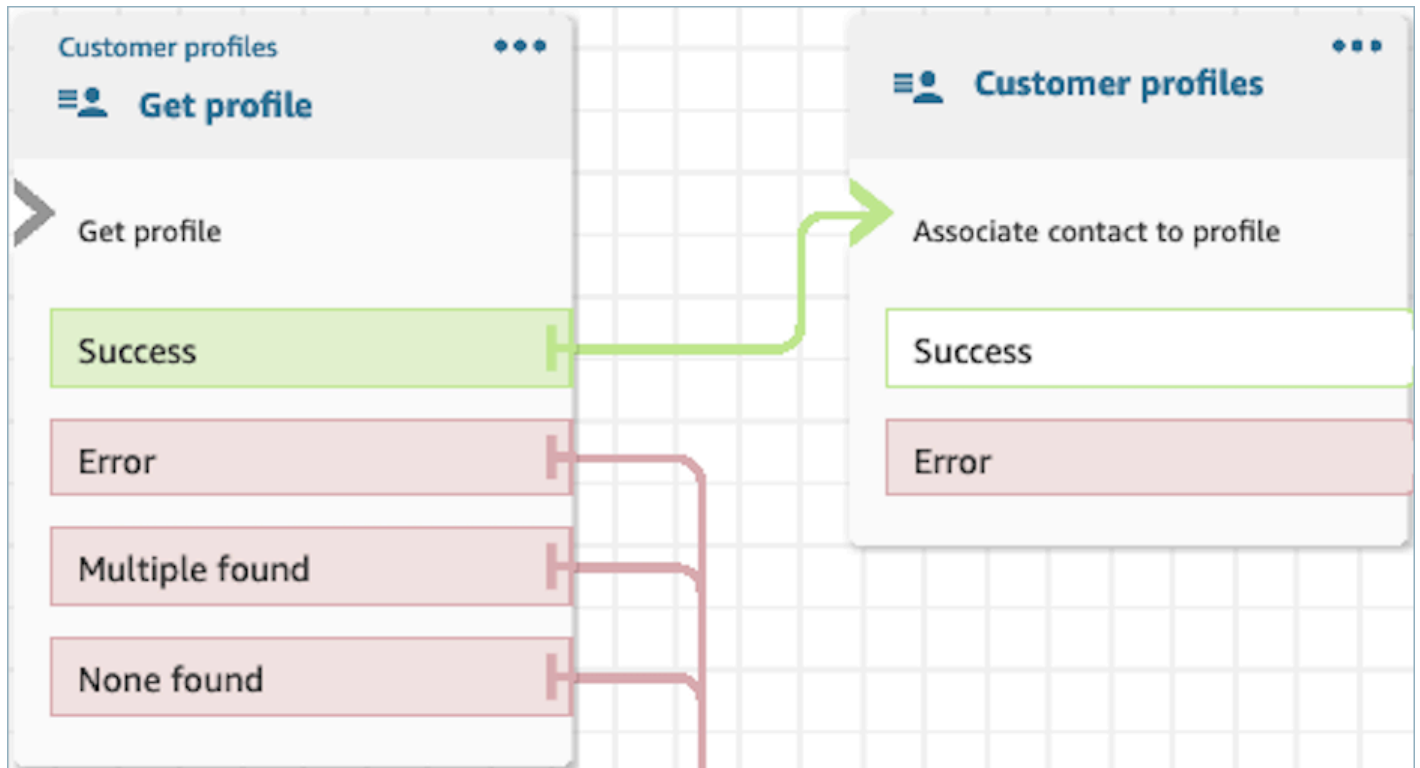 Customer profiles
Get profile
Get profile
Success
Error
Multiple found
None found
Customer profiles
Associate contact to profile
Success
Error